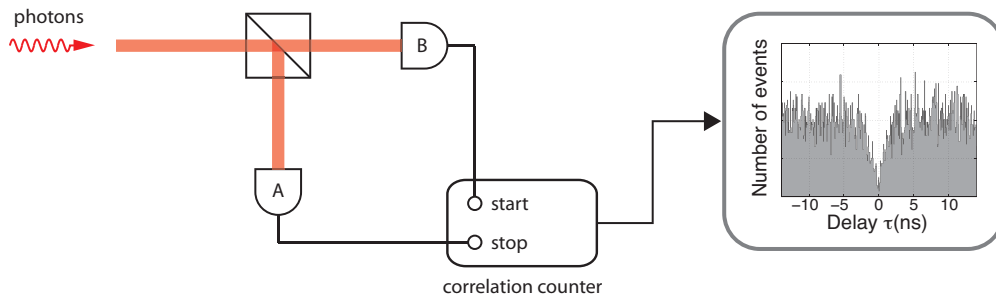 photons
B
A
start
stop
correlation counter
Number of events
−10 −5 0 5 10
Delay τ(ns)